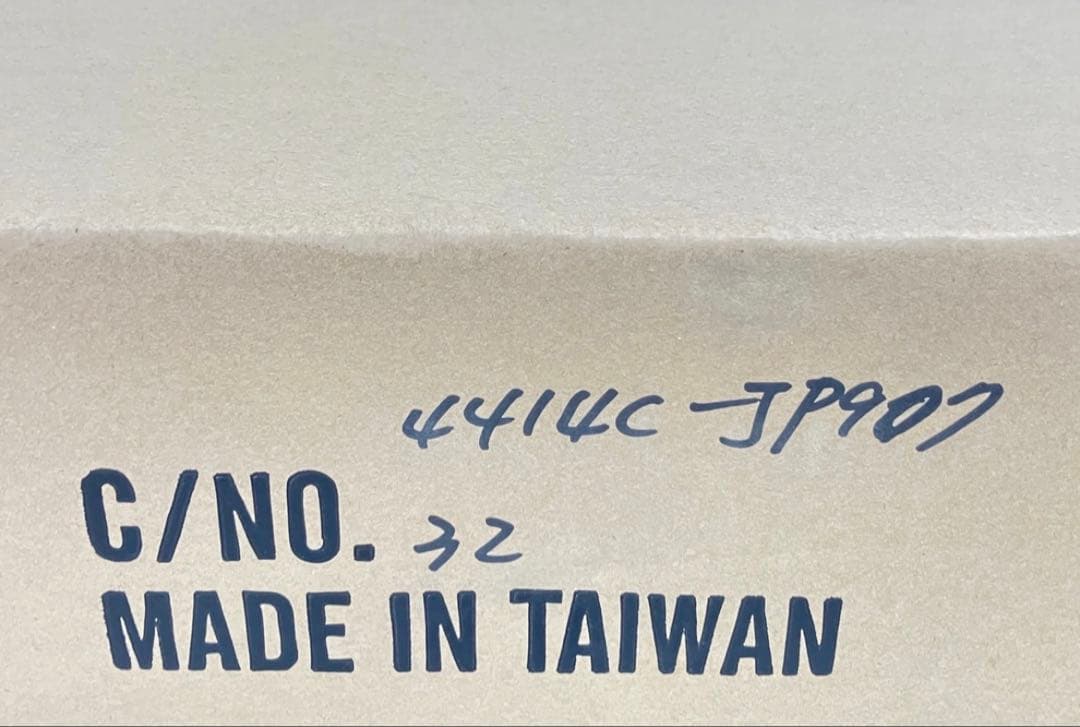 4414C-JP907
C/NO. 32
MADE IN TAIWAN